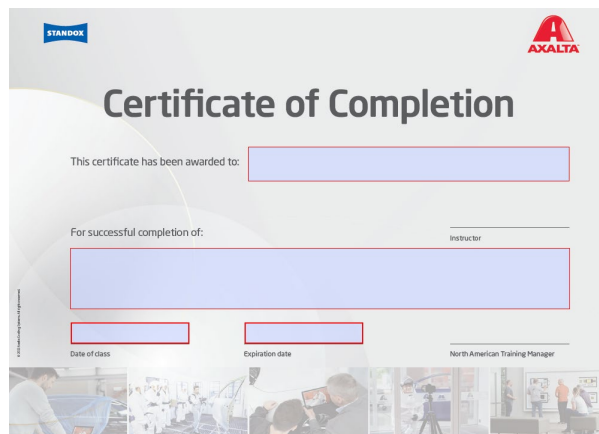 STANDOX
AXALTA
Certificate of Completion
This certificate has been awarded to:
For successful completion of:
Instructor
Date of class
Expiration date
North American Training Manager